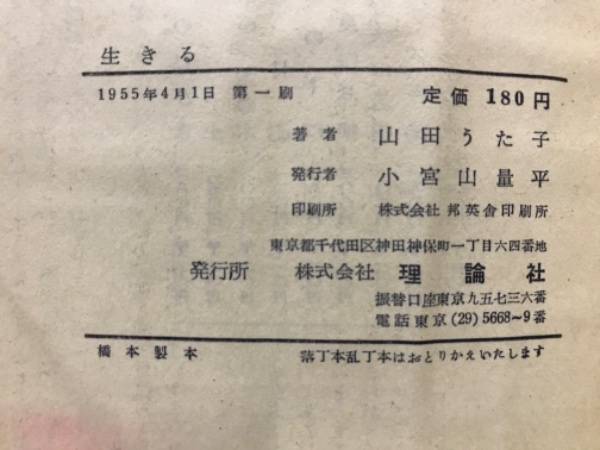 生きる
1955年4月1日 第一刷 定価 180円
著者 山田うた子
発行者 小宮山量平
印刷所 株式会社 邦英舎印刷所
東京都千代田区神田神保町一丁目六四番地
発行所 株式会社 理論社
振替口座東京九五七三六番
電話東京(29)5668～9番
橋本製本 落丁本乱丁本はおとりかえいたします